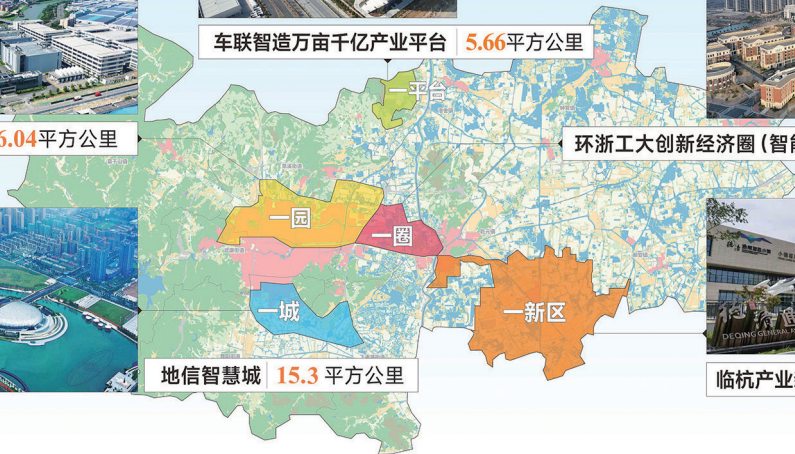 车联智造万亩千亿产业平台 5.66平方公里
一平台
6.04平方公里
环浙工大创新经济圈(智能
一园
一圈
一城
一新区
DEQING GENERAL A
地信智慧城 15.3 平方公里
临杭产业